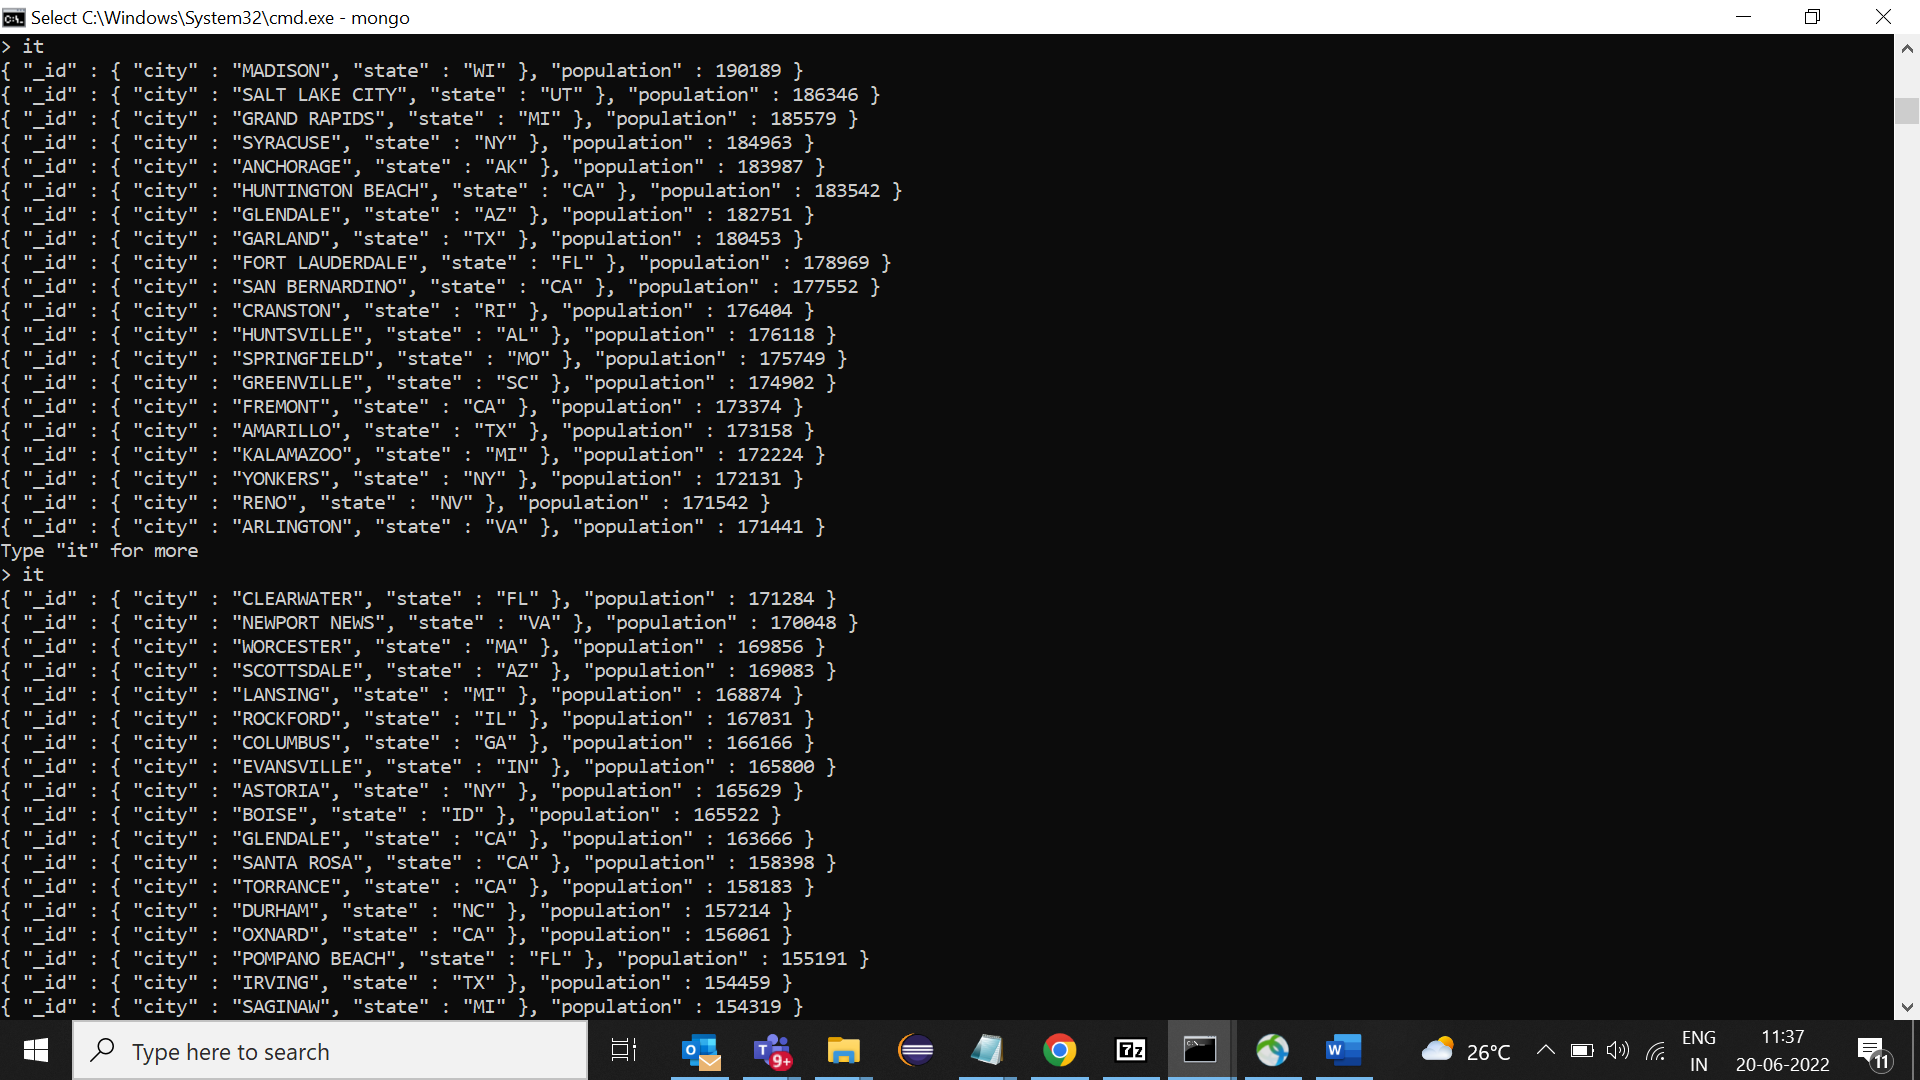 Select C:\Windows\System32\cmd.exe - mongo
> it
{ "_id" : { "city" : "MADISON", "state" : "WI" }, "population" : 190189 }
{ "_id" : { "city" : "SALT LAKE CITY", "state" : "UT" }, "population" : 186346 }
{ "_id" : { "city" : "GRAND RAPIDS", "state" : "MI" }, "population" : 185579 }
{ "_id" : { "city" : "SYRACUSE", "state" : "NY" }, "population" : 184963 }
{ "_id" : { "city" : "ANCHORAGE", "state" : "AK" }, "population" : 183987 }
{ "_id" : { "city" : "HUNTINGTON BEACH", "state" : "CA" }, "population" : 183542 }
{ "_id" : { "city" : "GLENDALE", "state" : "AZ" }, "population" : 182751 }
{ "_id" : { "city" : "GARLAND", "state" : "TX" }, "population" : 180453 }
{ "_id" : { "city" : "FORT LAUDERDALE", "state" : "FL" }, "population" : 178969 }
{ "_id" : { "city" : "SAN BERNARDINO", "state" : "CA" }, "population" : 177552 }
{ "_id" : { "city" : "CRANSTON", "state" : "RI" }, "population" : 176404 }
{ "_id" : { "city" : "HUNTSVILLE", "state" : "AL" }, "population" : 176118 }
{ "_id" : { "city" : "SPRINGFIELD", "state" : "MO" }, "population" : 175749 }
{ "_id" : { "city" : "GREENVILLE", "state" : "SC" }, "population" : 174902 }
{ "_id" : { "city" : "FREMONT", "state" : "CA" }, "population" : 173374 }
{ "_id" : { "city" : "AMARILLO", "state" : "TX" }, "population" : 173158 }
{ "_id" : { "city" : "KALAMAZOO", "state" : "MI" }, "population" : 172224 }
{ "_id" : { "city" : "YONKERS", "state" : "NY" }, "population" : 172131 }
{ "_id" : { "city" : "RENO", "state" : "NV" }, "population" : 171542 }
{ "_id" : { "city" : "ARLINGTON", "state" : "VA" }, "population" : 171441 }
Type "it" for more
> it
{ "_id" : { "city" : "CLEARWATER", "state" : "FL" }, "population" : 171284 }
{ "_id" : { "city" : "NEWPORT NEWS", "state" : "VA" }, "population" : 170048 }
{ "_id" : { "city" : "WORCESTER", "state" : "MA" }, "population" : 169856 }
{ "_id" : { "city" : "SCOTTSDALE", "state" : "AZ" }, "population" : 169083 }
{ "_id" : { "city" : "LANSING", "state" : "MI" }, "population" : 168874 }
{ "_id" : { "city" : "ROCKFORD", "state" : "IL" }, "population" : 167031 }
{ "_id" : { "city" : "COLUMBUS", "state" : "GA" }, "population" : 166166 }
{ "_id" : { "city" : "EVANSVILLE", "state" : "IN" }, "population" : 165800 }
{ "_id" : { "city" : "ASTORIA", "state" : "NY" }, "population" : 165629 }
{ "_id" : { "city" : "BOISE", "state" : "ID" }, "population" : 165522 }
{ "_id" : { "city" : "GLENDALE", "state" : "CA" }, "population" : 163666 }
{ "_id" : { "city" : "SANTA ROSA", "state" : "CA" }, "population" : 158398 }
{ "_id" : { "city" : "TORRANCE", "state" : "CA" }, "population" : 158183 }
{ "_id" : { "city" : "DURHAM", "state" : "NC" }, "population" : 157214 }
{ "_id" : { "city" : "OXNARD", "state" : "CA" }, "population" : 156061 }
{ "_id" : { "city" : "POMPANO BEACH", "state" : "FL" }, "population" : 155191 }
{ "_id" : { "city" : "IRVING", "state" : "TX" }, "population" : 154459 }
{ "_id" : { "city" : "SAGINAW", "state" : "MI" }, "population" : 154319 }
Type here to search
9+
7z
W
26°C
ENG
IN
11:37
20-06-2022
11